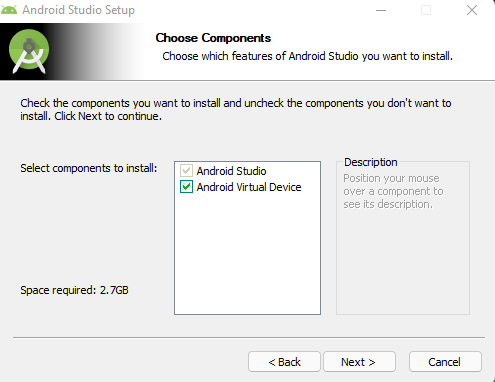 Android Studio Setup
Choose Components
Choose which features of Android Studio you want to install.
Check the components you want to install and uncheck the components you don't want to
install. Click Next to continue.
Select components to install:
Android Studio
Android Virtual Device
Description
Position your mouse
over a component to
see its description.
Space required: 2.7GB
< Back
Next >
Cancel